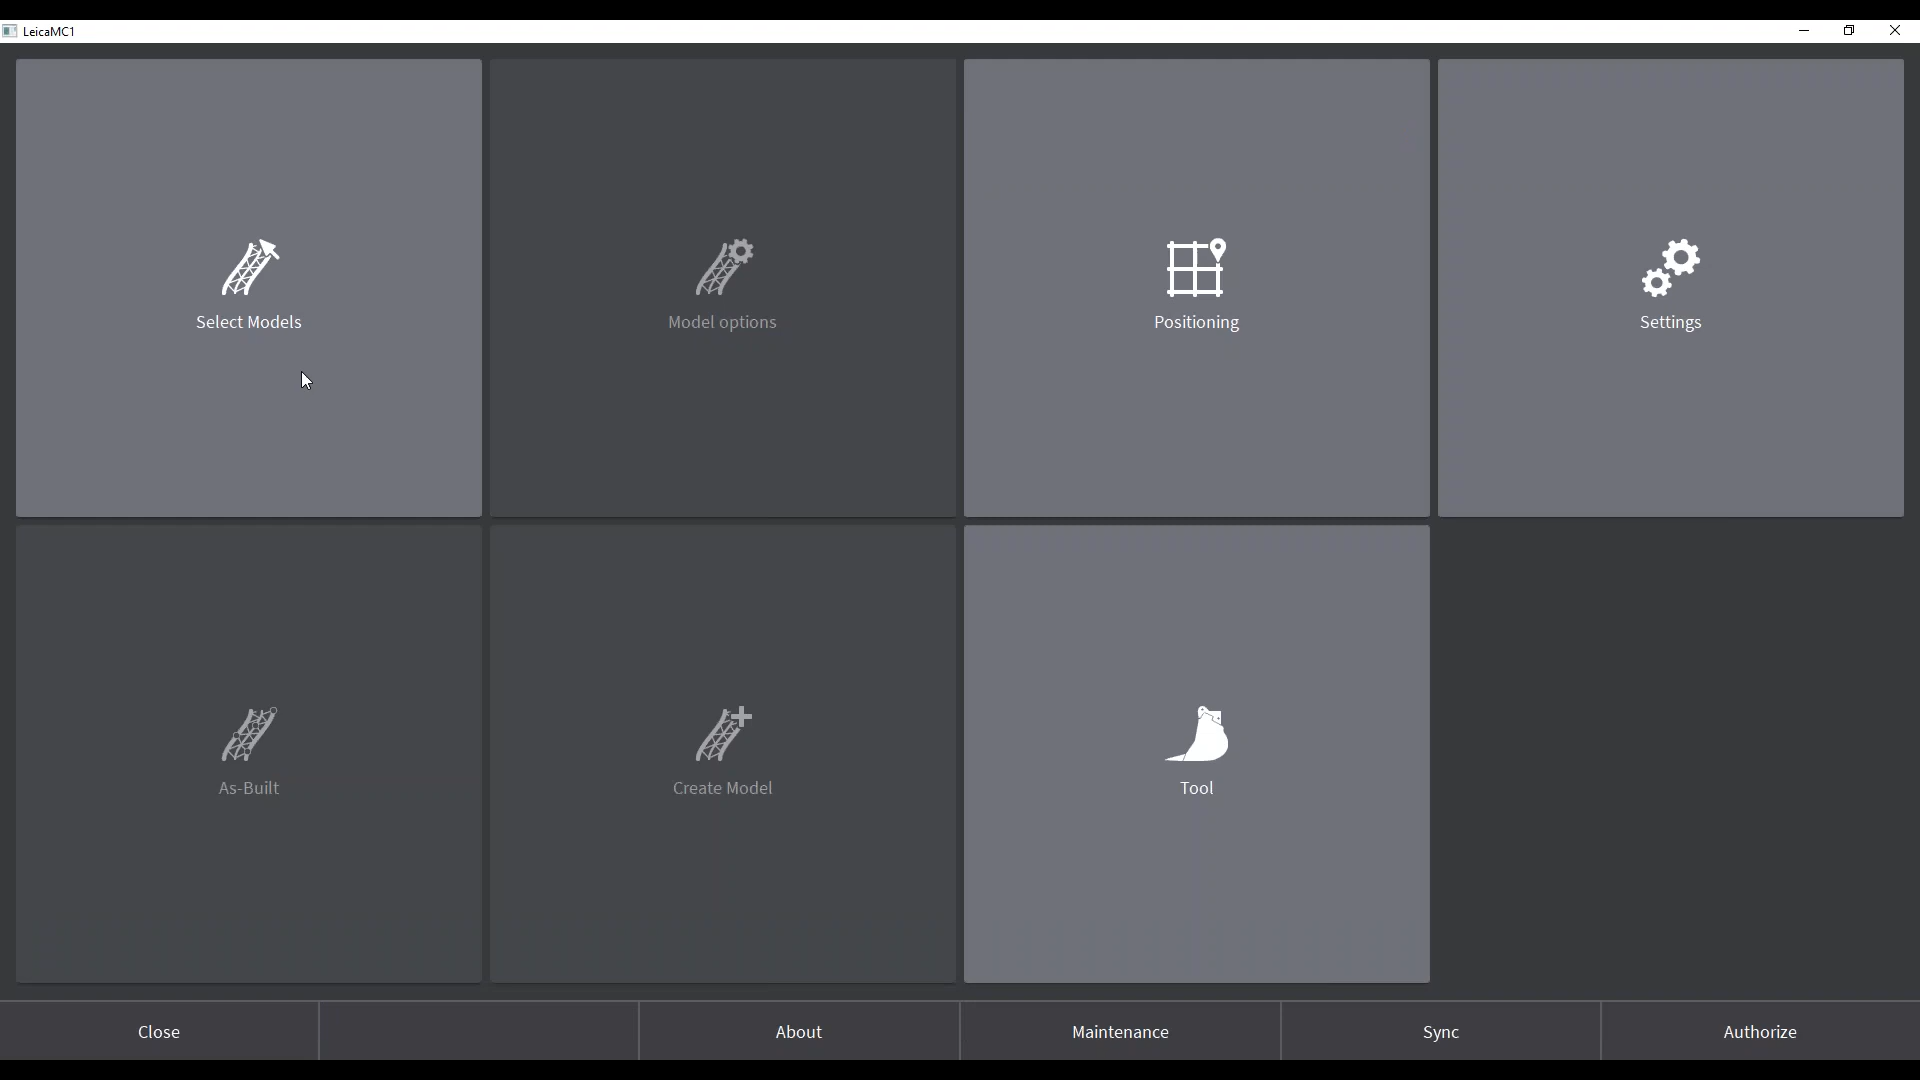 LeicaMC1
Select Models
Model options
Positioning
Settings
As-Built
Create Model
Tool
Close
About
Maintenance
Sync
Authorize